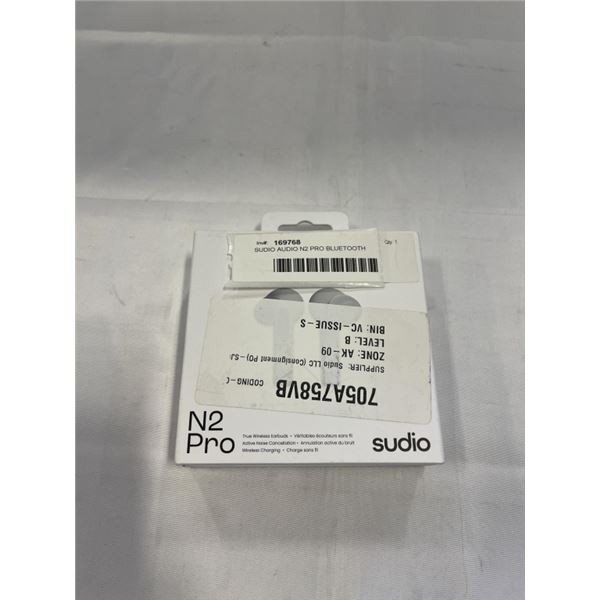 Inv#: 169768
Qty: 1
SUDIO AUDIO N2 PRO BLUETOOTH
705A758VB
CODING-
SUPPLIER: Sudio LLC (Consignment PO)-SJ
ZONE: AK-09
LEVEL: B
BIN: VC-ISSUE-S
N2
Pro
True Wireless Earbuds • Véritables écouteurs sans fil
Active Noise Cancellation • Annulation active du bruit
Wireless Charging • Charge sans fil
sudio